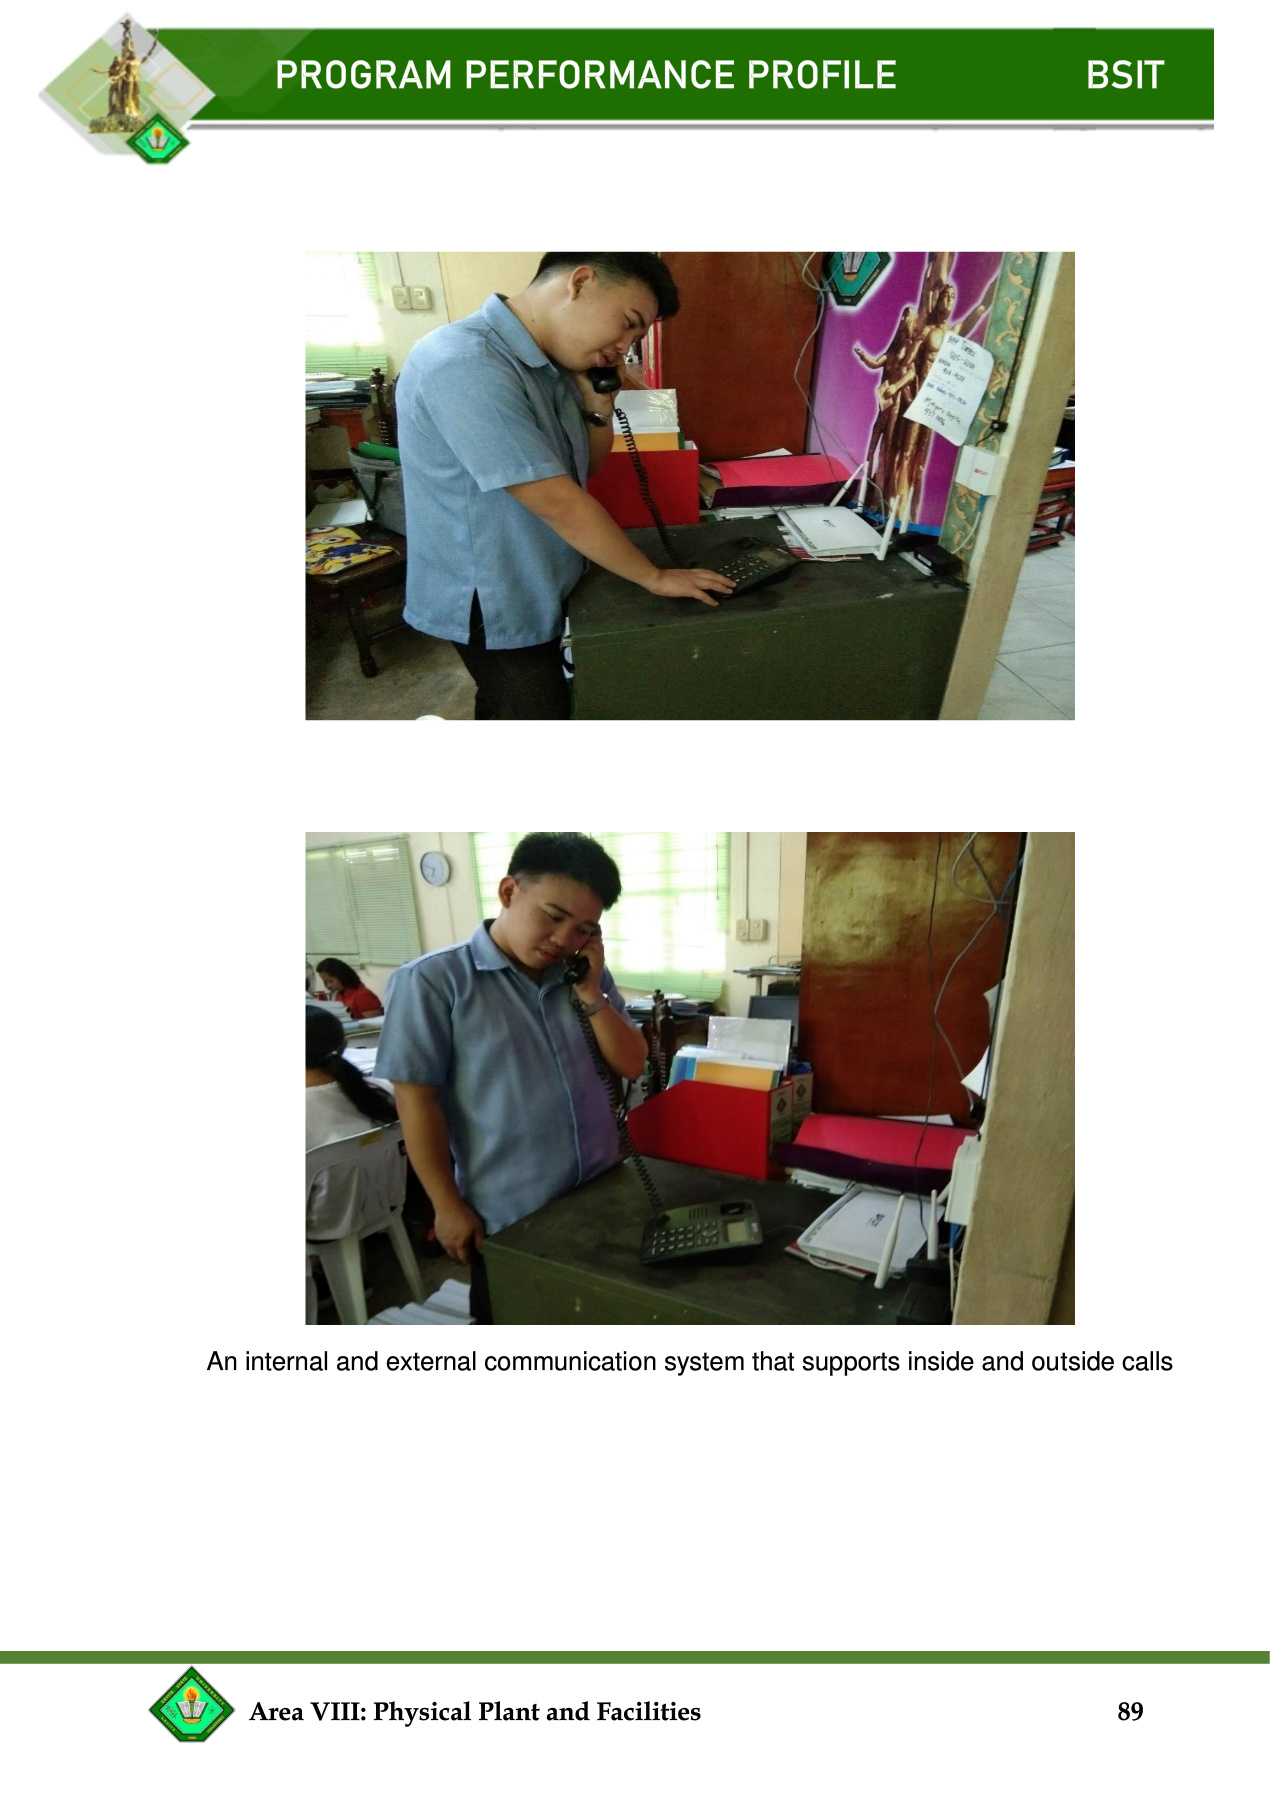 PROGRAM PERFORMANCE PROFILE BSIT
An internal and external communication system that supports inside and outside calls
Area VIII: Physical Plant and Facilities 89